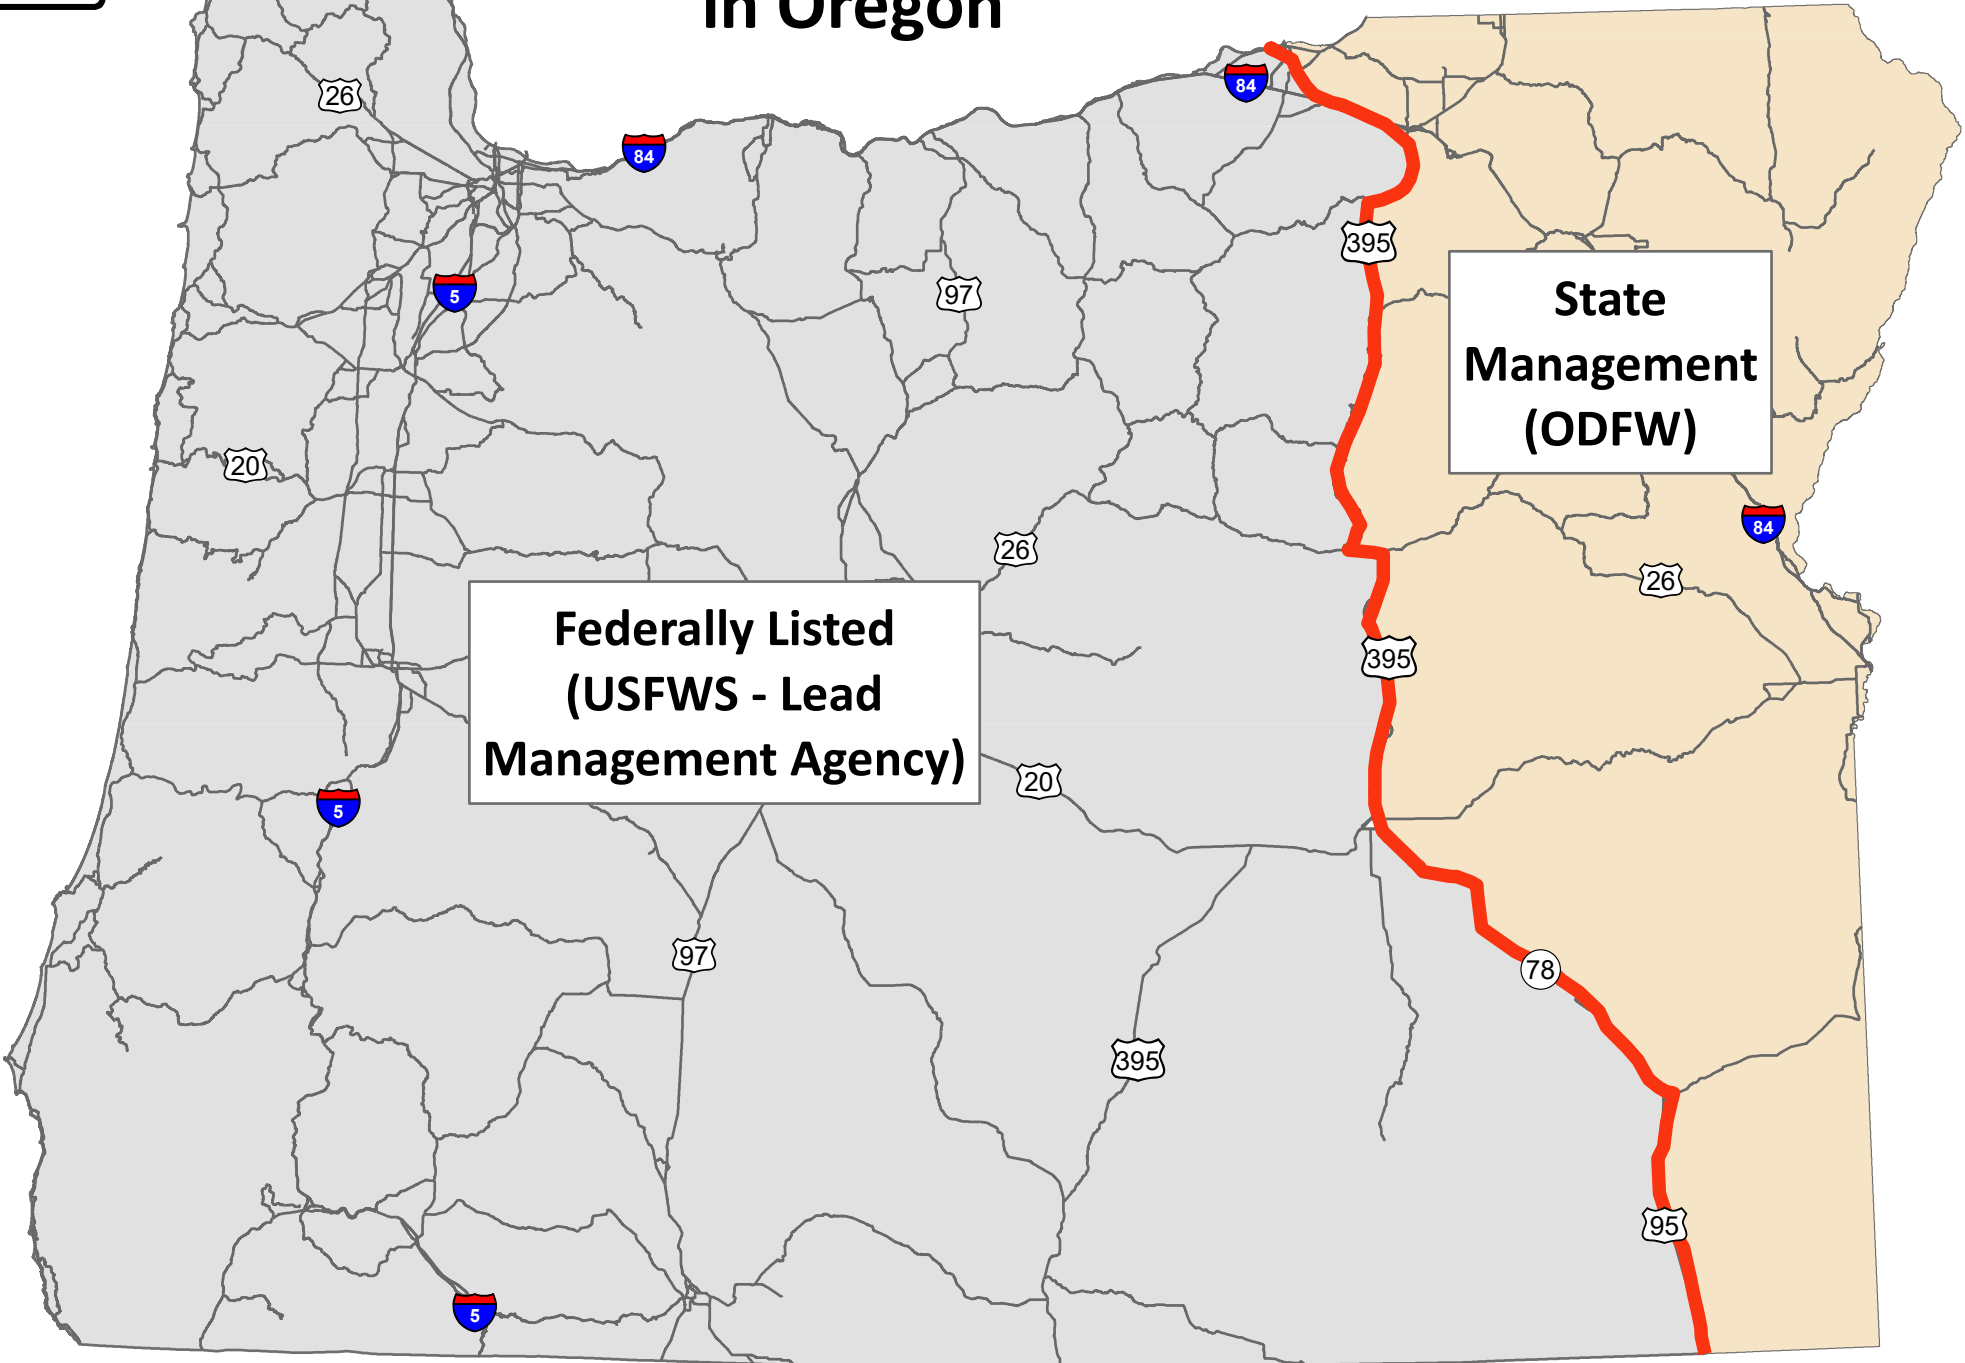 in Oregon
26
84
84
395
5
97
State
Management
(ODFW)
20
84
26
26
Federally Listed
(USFWS - Lead
Management Agency)
395
20
5
97
78
395
95
5